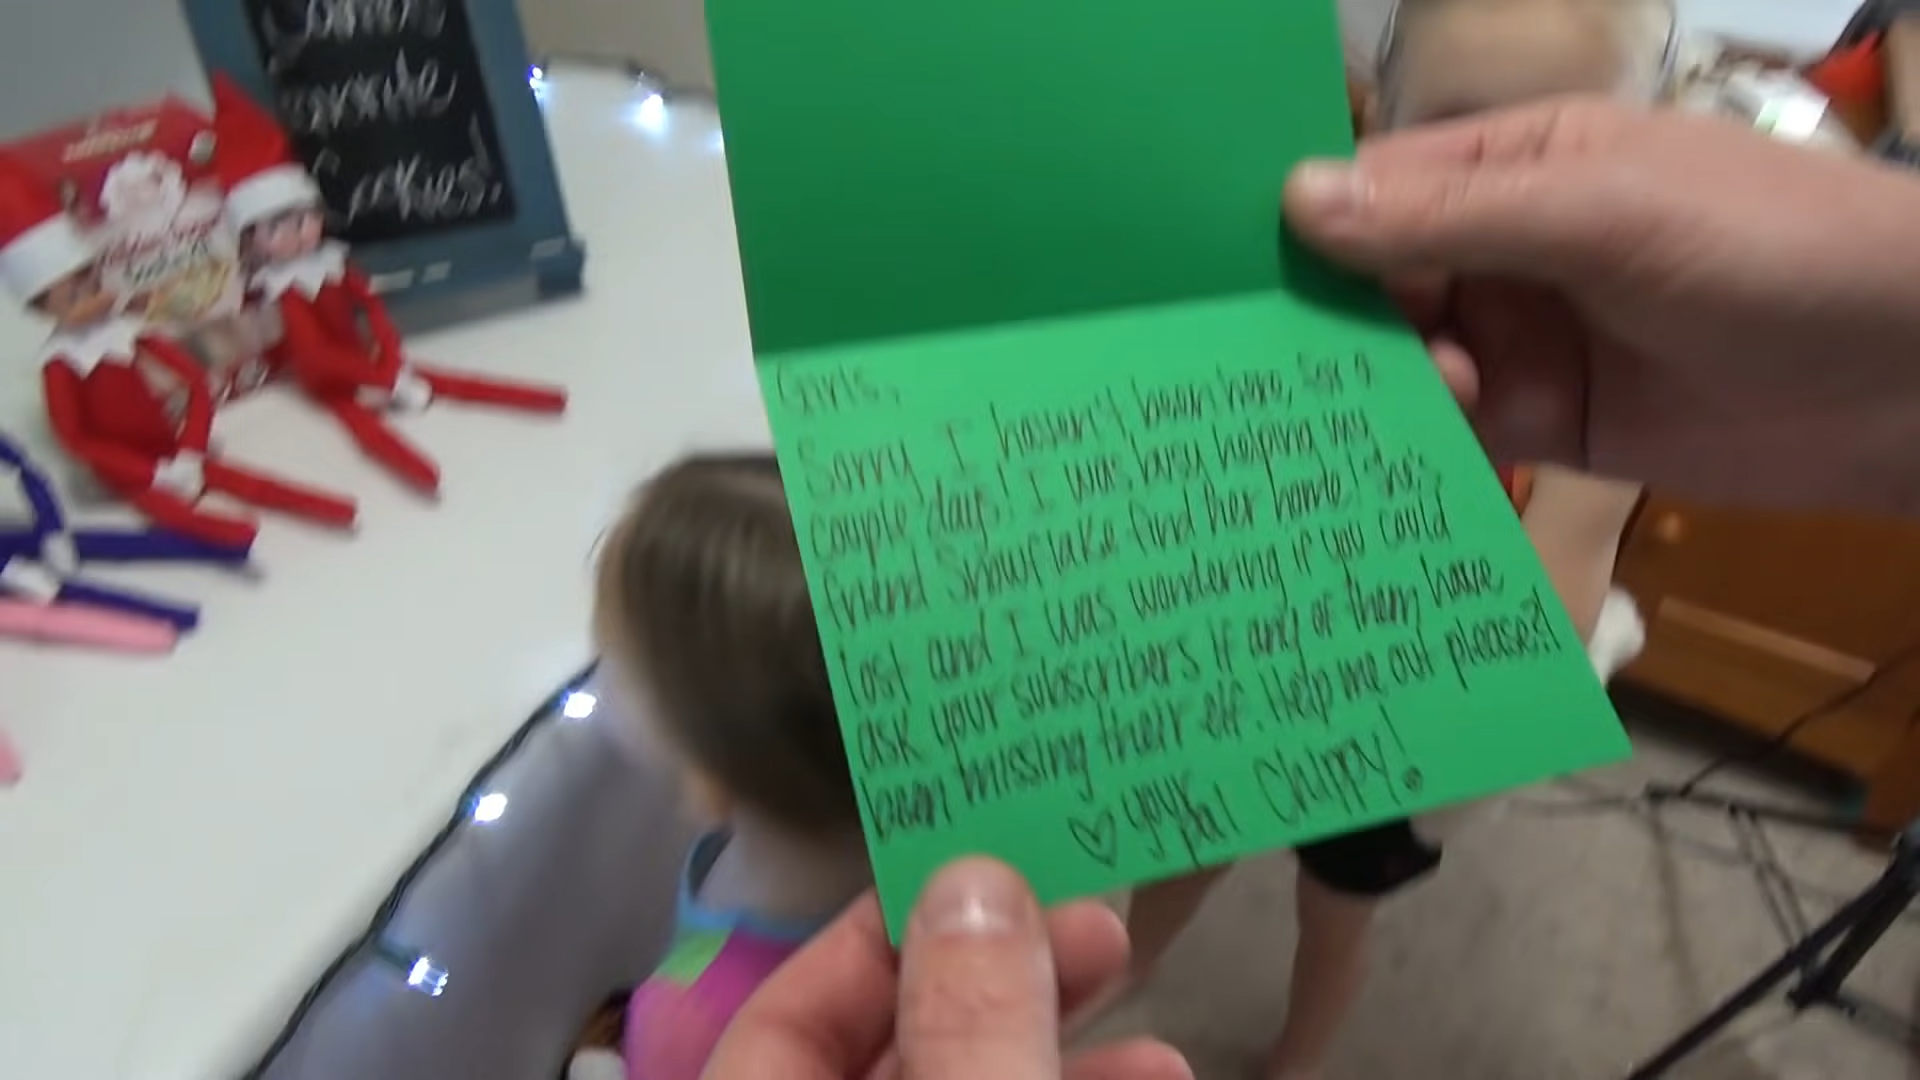 Cookies!
Girls,
Sorry I haven't been here, for a
couple days! I was busy helping my
friend Snowflake find her home! She's
lost and I was wondering if you could
ask your subscribers if any of them have
been missing their elf. Help me out please?!
♡ your pal Chippy!